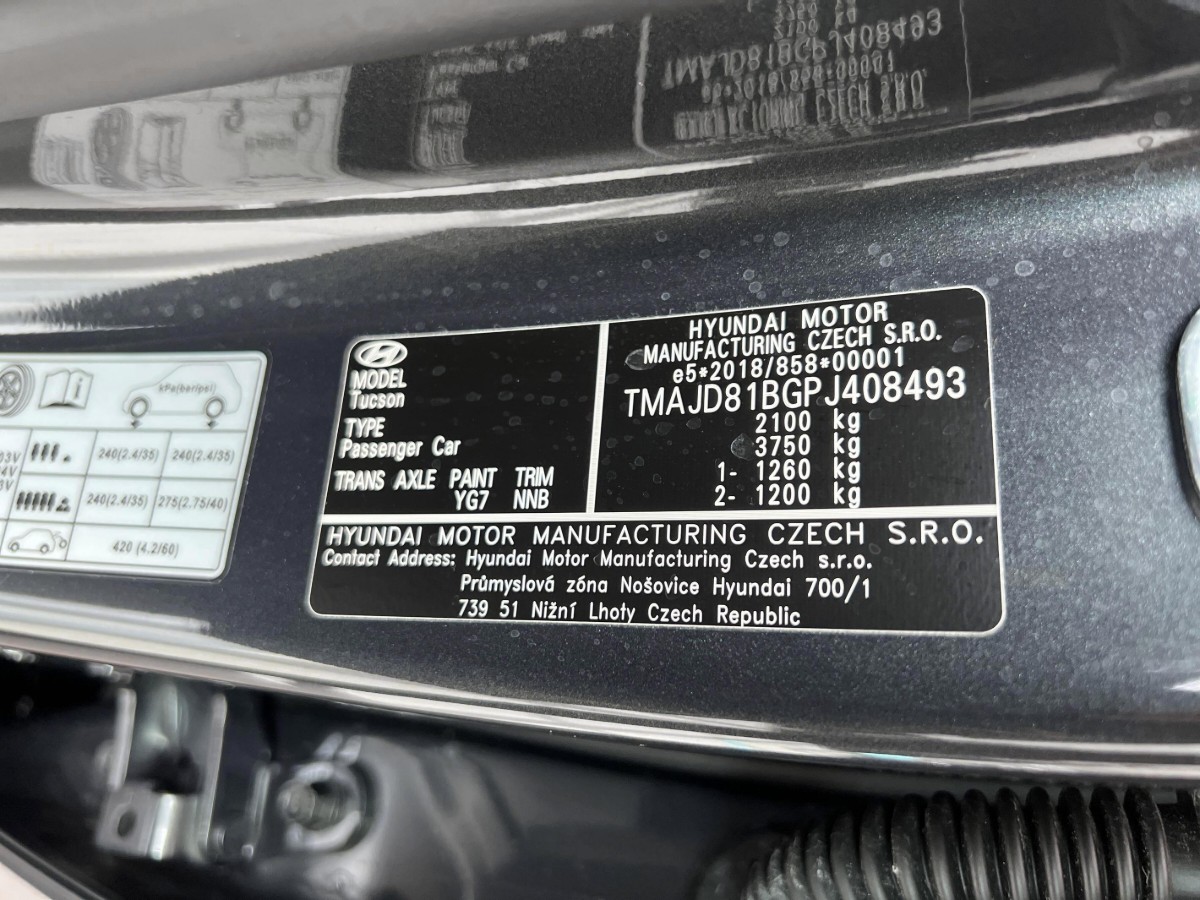 kPa(bar/psi)
240(2.4/35) 240(2.4/35)
240(2.4/35) 275(2.75/40)
420 (4.2/60)
MODEL
Tucson
TYPE
Passenger Car
TRANS AXLE PAINT TRIM
YG7 NNB
HYUNDAI MOTOR
MANUFACTURING CZECH S.R.O.
e5*2018/858*00001
TMAJD81BGPJ408493
2100 kg
3750 kg
1- 1260 kg
2- 1200 kg
HYUNDAI MOTOR MANUFACTURING CZECH S.R.O.
Contact Address: Hyundai Motor Manufacturing Czech s.r.o.
Průmyslová zóna Nošovice Hyundai 700/1
739 51 Nižní Lhoty Czech Republic